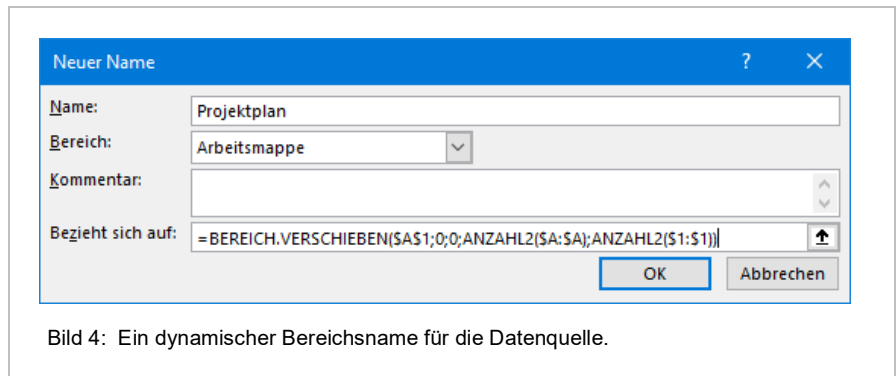 Neuer Name ?
Name: Projektplan
Bereich: Arbeitsmappe
Kommentar:
Bezieht sich auf: =BEREICH.VERSCHIEBEN($A$1;0;0;ANZAHL2($A:$A);ANZAHL2($1:$1))
OK Abbrechen
Bild 4: Ein dynamischer Bereichsname für die Datenquelle.